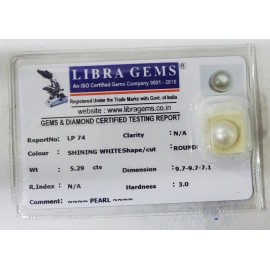 LIBRA GEMS®
An ISO Certified Gems Company 9001 - 2015
Registered Under the Trade Marks with Govt. of India
website : www.libragems.co.in
GEMS & DIAMOND CERTIFIED TESTING REPORT
ReportNo: LP 74 Clarity : N/A
Colour : SHINING WHITE Shape/cut : ROUND
Wt : 5.29 cts Dimension : 9.7-9.7-7.1
R.Index : N/A Hardness : 3.0
Comment : ~~~~ PEARL ~~~~